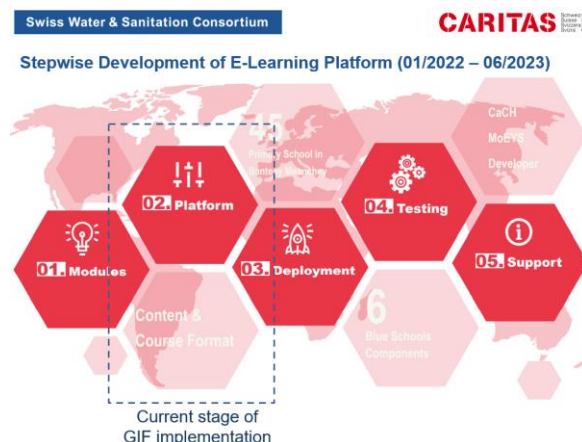 Swiss Water & Sanitation Consortium
CARITAS
Stepwise Development of E-Learning Platform (01/2022 – 06/2023)
45
Primary School in
CaCH
MoEYS
Developer
02. Platform
04. Testing
01. Modules
03. Deployment
05. Support
Content &
Course Format
6
Blue Schools
Components
Current stage of
GIF implementation